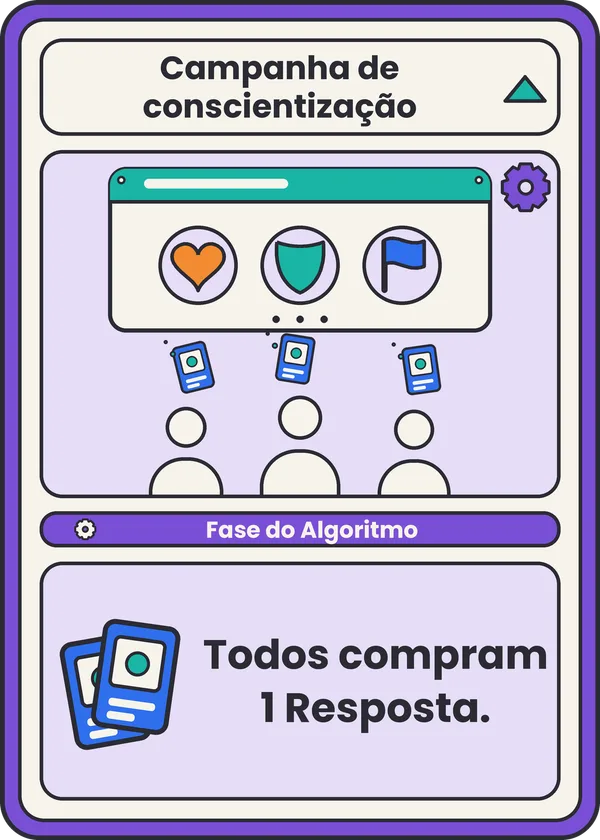 Campanha de
conscientização
Fase do Algoritmo
Todos compram
1 Resposta.